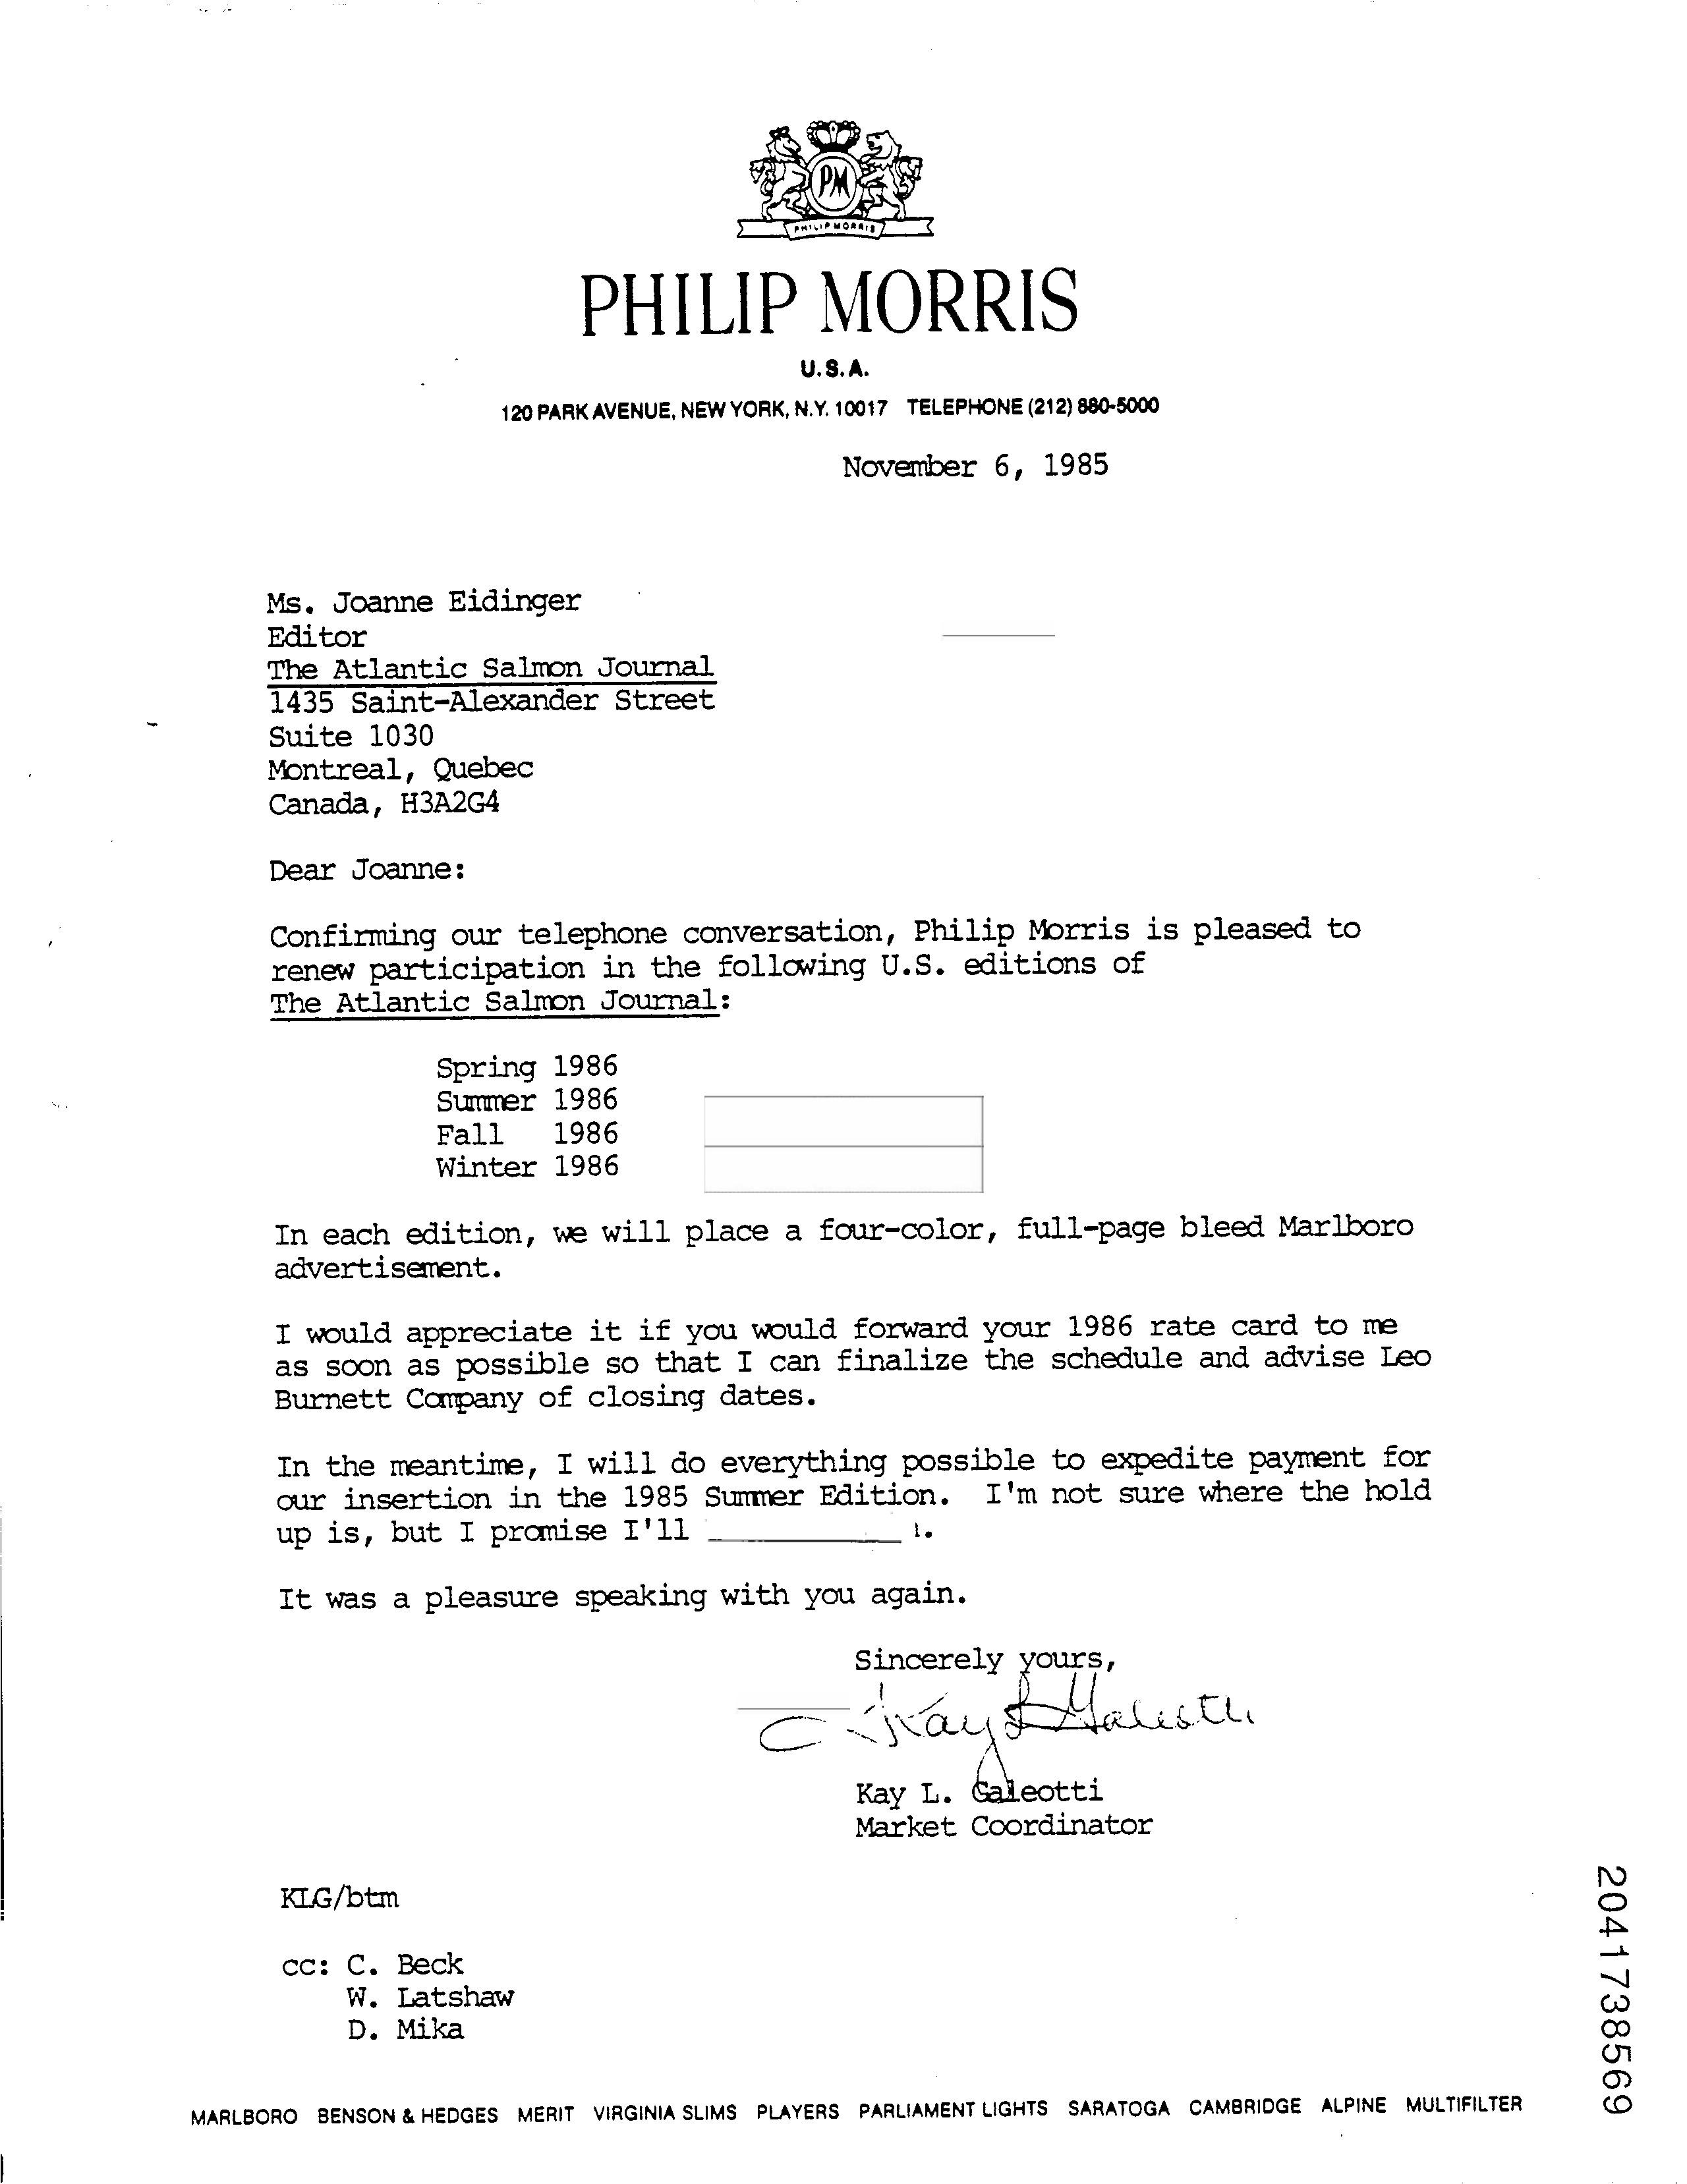 PM
PHILIP MORRIS
PHILIP MORRIS
U.S.A.
120 PARK AVENUE, NEW YORK, N.Y. 10017 TELEPHONE (212) 880-5000
November 6, 1985
Ms. Joanne Eidinger
Editor
The Atlantic Salmon Journal
1435 Saint-Alexander Street
Suite 1030
Montreal, Quebec
Canada, H3A2G4
Dear Joanne:
Confirming our telephone conversation, Philip Morris is pleased to
renew participation in the following U.S. editions of
The Atlantic Salmon Journal:
Spring 1986
Summer 1986
Fall 1986
Winter 1986
In each edition, we will place a four-color, full-page bleed Marlboro
advertisement.
I would appreciate it if you would forward your 1986 rate card to me
as soon as possible so that I can finalize the schedule and advise Leo
Burnett Company of closing dates.
In the meantime, I will do everything possible to expedite payment for
our insertion in the 1985 Summer Edition. I'm not sure where the hold
up is, but I promise I'll
It was a pleasure speaking with you again.
Sincerely yours,
Kay L Galeotti
Kay L. Galeotti
Market Coordinator
KLG/btm
cc: C. Beck
W. Latshaw
D. Mika
2041738569
MARLBORO BENSON & HEDGES MERIT VIRGINIA SLIMS PLAYERS PARLIAMENT LIGHTS SARATOGA CAMBRIDGE ALPINE MULTIFILTER